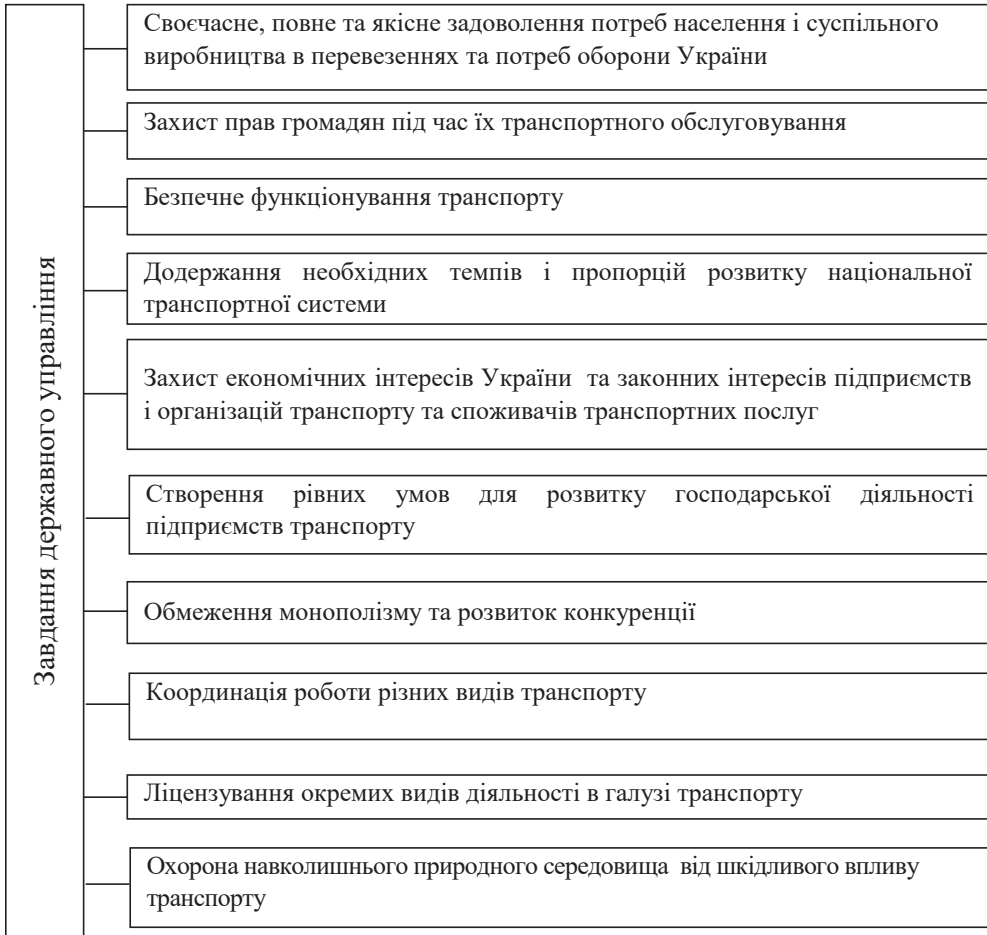 Завдання державного управління
Своєчасне, повне та якісне задоволення потреб населення і суспільного
виробництва в перевезеннях та потреб оборони України
Захист прав громадян під час їх транспортного обслуговування
Безпечне функціонування транспорту
Додержання необхідних темпів і пропорцій розвитку національної
транспортної системи
Захист економічних інтересів України та законних інтересів підприємств
і організацій транспорту та споживачів транспортних послуг
Створення рівних умов для розвитку господарської діяльності
підприємств транспорту
Обмеження монополізму та розвиток конкуренції
Координація роботи різних видів транспорту
Ліцензування окремих видів діяльності в галузі транспорту
Охорона навколишнього природного середовища від шкідливого впливу
транспорту